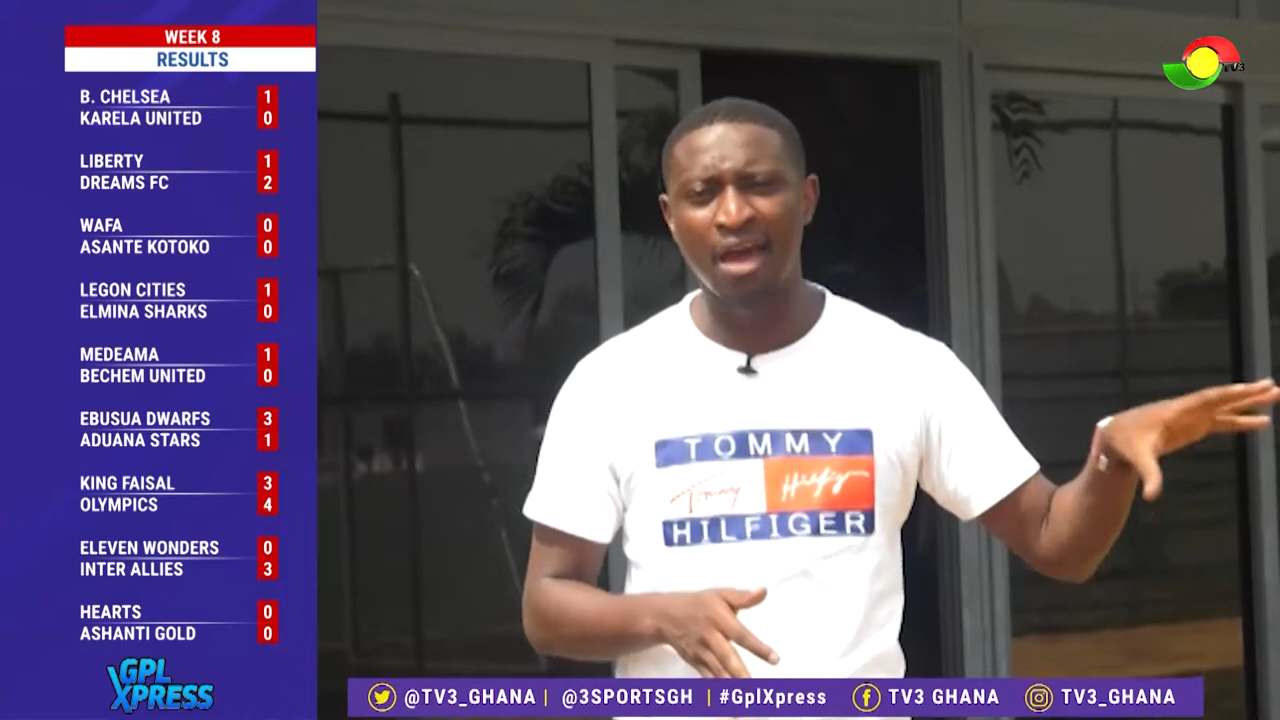 WEEK 8
RESULTS
B. CHELSEA 1
KARELA UNITED 0
LIBERTY 1
DREAMS FC 2
WAFA 0
ASANTE KOTOKO 0
LEGON CITIES 1
ELMINA SHARKS 0
MEDEAMA 1
BECHEM UNITED 0
EBUSUA DWARFS 3
ADUANA STARS 1
KING FAISAL 3
OLYMPICS 4
ELEVEN WONDERS 0
INTER ALLIES 3
HEARTS 0
ASHANTI GOLD 0
GPL
XPRESS
TV3
TOMMY
Tommy Hilfiger
HILFIGER
@TV3_GHANA | @3SPORTSGH | #GplXpress TV3 GHANA TV3_GHANA